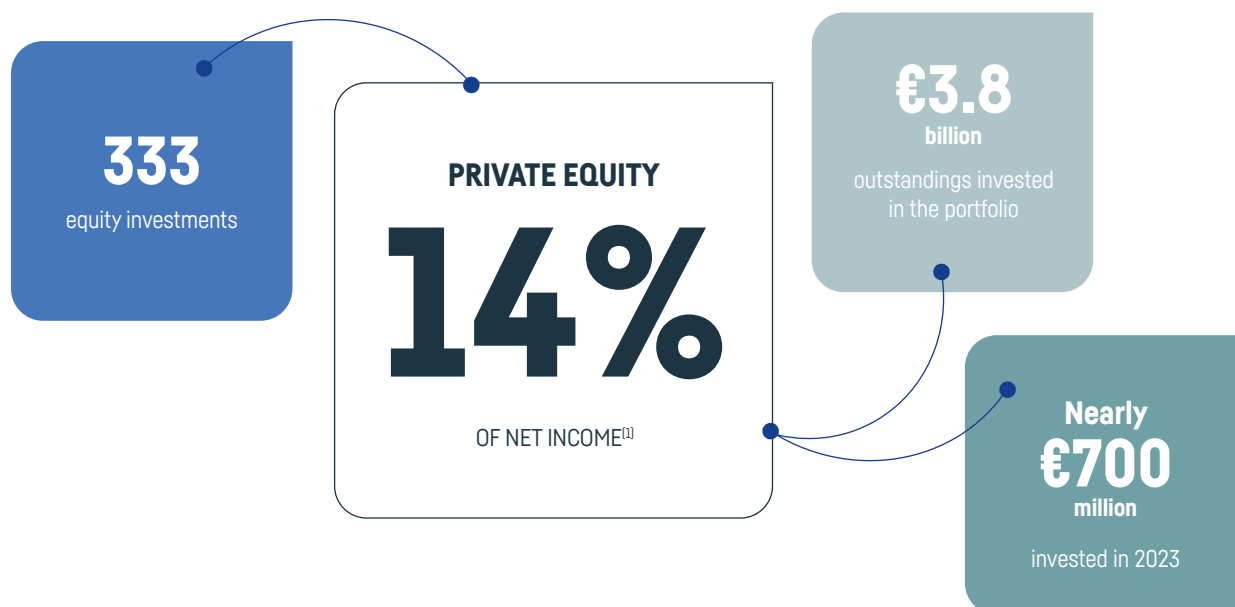 333
equity investments
PRIVATE EQUITY
14%
OF NET INCOME(1)
€3.8
billion
outstandings invested
in the portfolio
Nearly
€700
million
invested in 2023